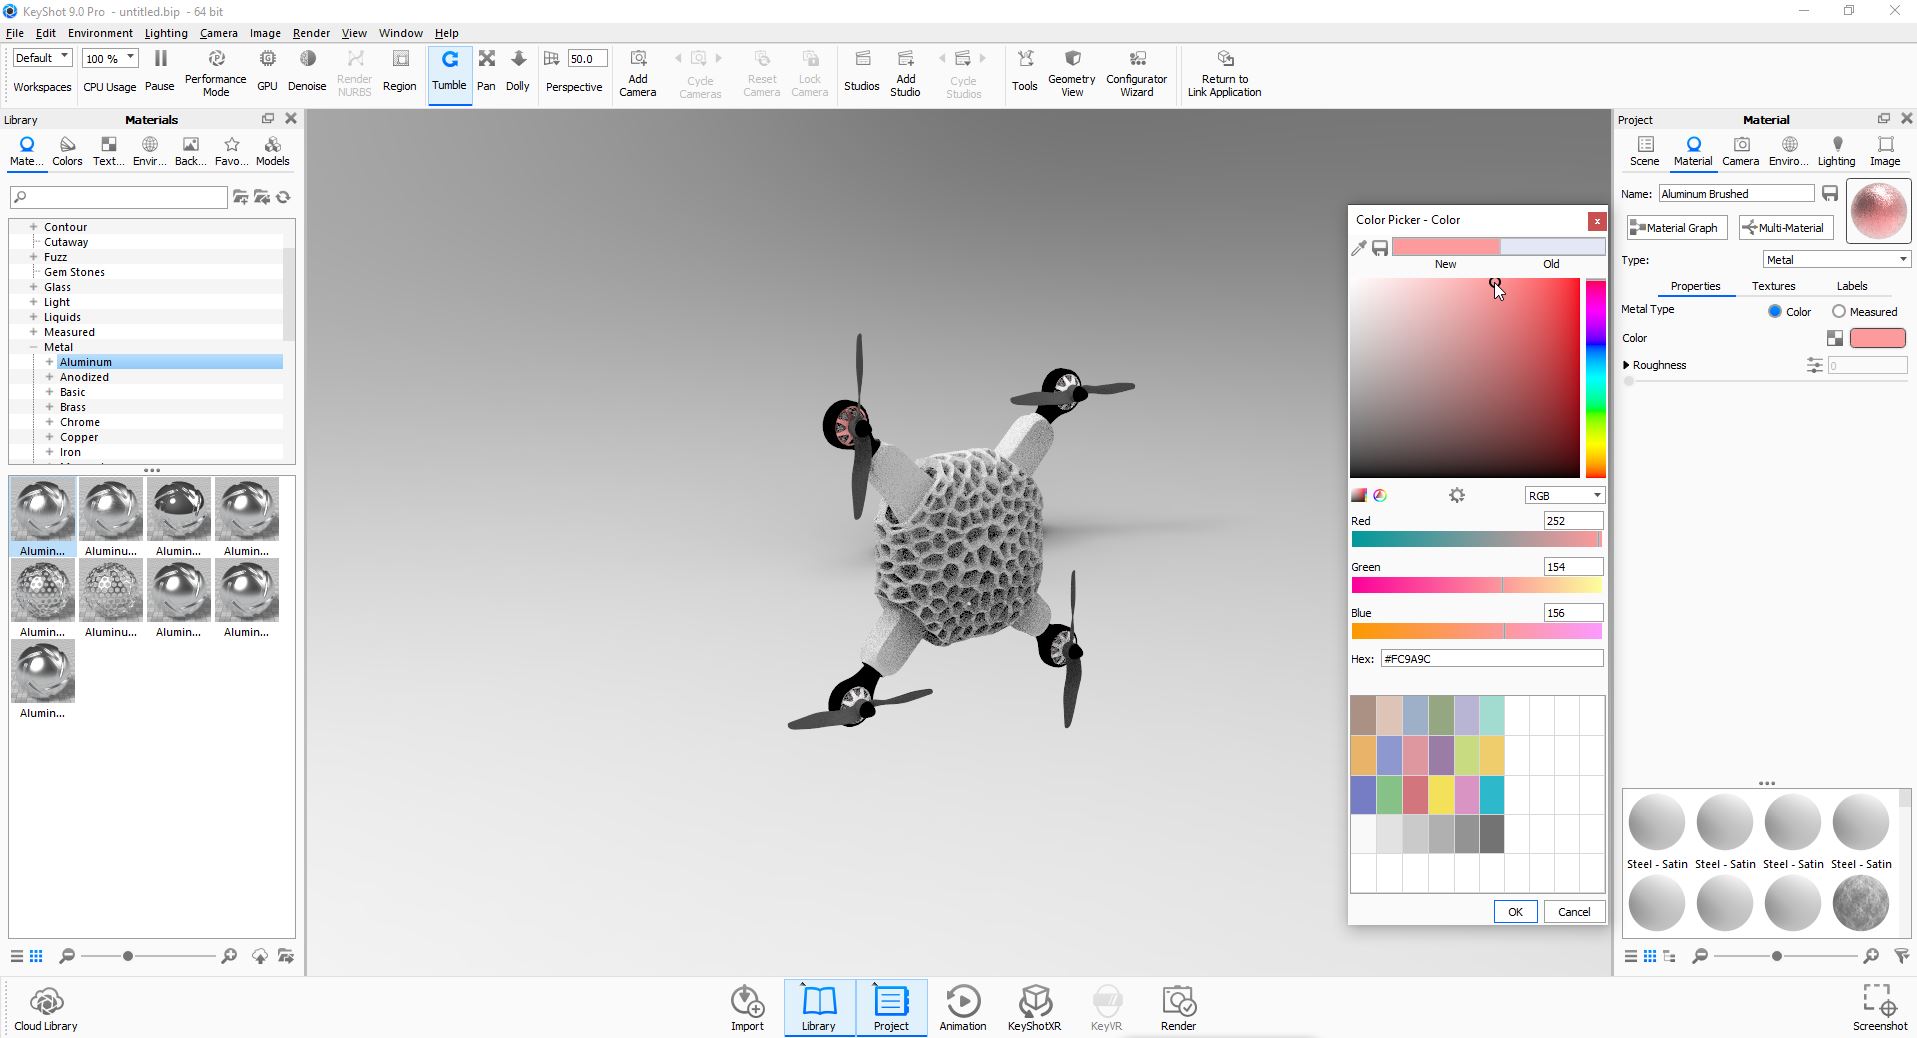 KeyShot 9.0 Pro - untitled.bip - 64 bit
File Edit Environment Lighting Camera Image Render View Window Help
Default
Workspaces
100 %
CPU Usage
Pause
Performance
Mode
GPU
Denoise
Render
NURBS
Region
Tumble
Pan
Dolly
50.0
Perspective
Add
Camera
Cycle
Cameras
Reset
Camera
Lock
Camera
Studios
Add
Studio
Cycle
Studios
Tools
Geometry
View
Configurator
Wizard
Return to
Link Application
Library Materials
Mate... Colors Text... Envir... Back... Favo... Models
Contour
Cutaway
Fuzz
Gem Stones
Glass
Light
Liquids
Measured
Metal
Aluminum
Anodized
Basic
Brass
Chrome
Copper
Iron
Alumin... Aluminu... Alumin... Alumin...
Alumin... Aluminu... Alumin... Alumin...
Alumin...
Color Picker - Color
x
New Old
RGB
Red 252
Green 154
Blue 156
Hex: #FC9A9C
OK Cancel
Project Material
Scene Material Camera Enviro... Lighting Image
Name: Aluminum Brushed
Material Graph Multi-Material
Type: Metal
Properties Textures Labels
Metal Type Color Measured
Color
Roughness 0
Steel - Satin Steel - Satin Steel - Satin Steel - Satin
Cloud Library
Import
Library
Project
Animation
KeyShotXR
KeyVR
Render
Screenshot